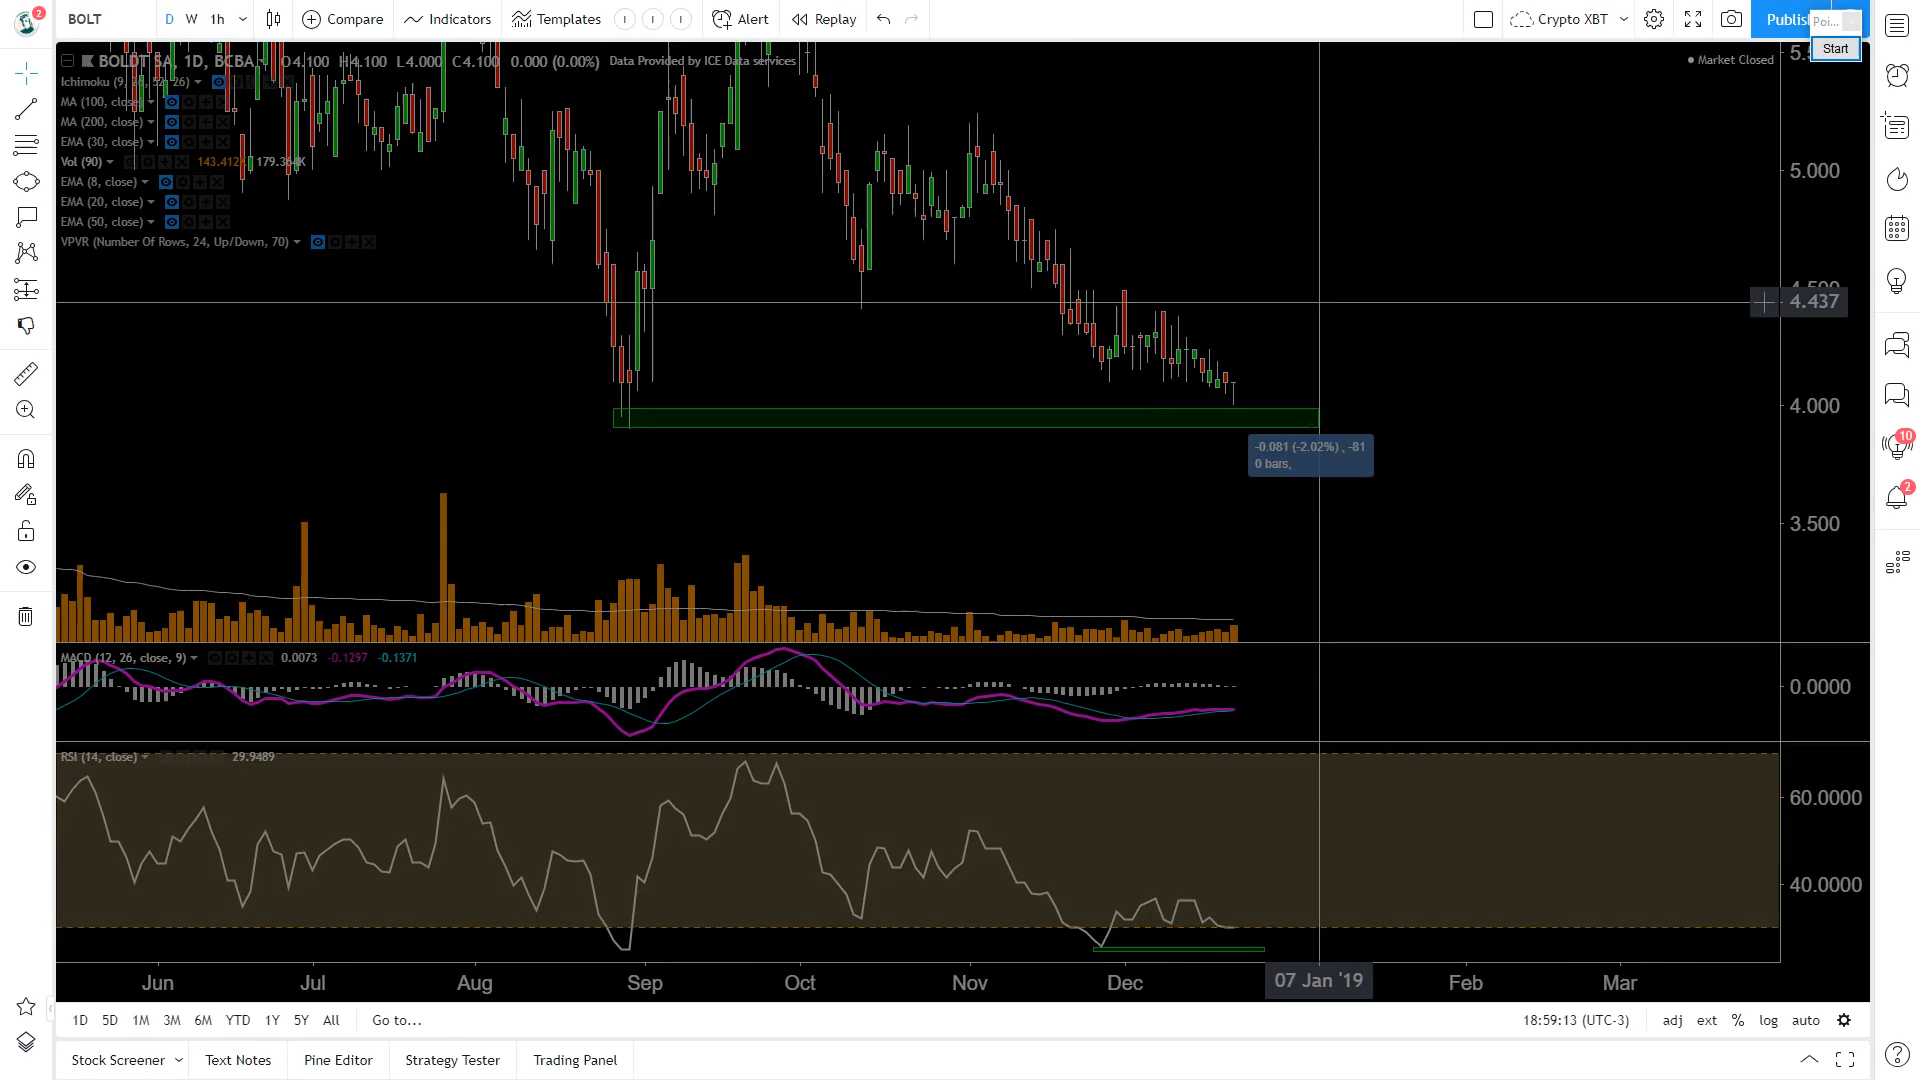 2
BOLT
D
W
1h
Compare
Indicators
Templates
Alert
Replay
Crypto XBT
Publish
Poi...
Start
BOLDT SA, 1D, BCBA
O4.100 H4.100 L4.000 C4.100 0.000 (0.00%)
Data Provided by ICE Data services
Market Closed
MA (100, close)
MA (200, close)
EMA (30, close)
Vol (90)
179.364K
EMA (8, close)
EMA (20, close)
EMA (50, close)
VPVR (Number Of Rows, 24, Up/Down, 70)
5.000
4.437
4.000
3.500
-0.081 (-2.02%) , -81
0 bars,
MACD (12, 26, close, 9)
0.0073 -0.1297 -0.1371
0.0000
RSI (14, close)
29.9489
60.0000
40.0000
10
2
Jun
Jul
Aug
Sep
Oct
Nov
Dec
07 Jan '19
Feb
Mar
1D 5D 1M 3M 6M YTD 1Y 5Y All
Go to...
18:59:13 (UTC-3)
adj ext % log auto
Stock Screener
Text Notes
Pine Editor
Strategy Tester
Trading Panel